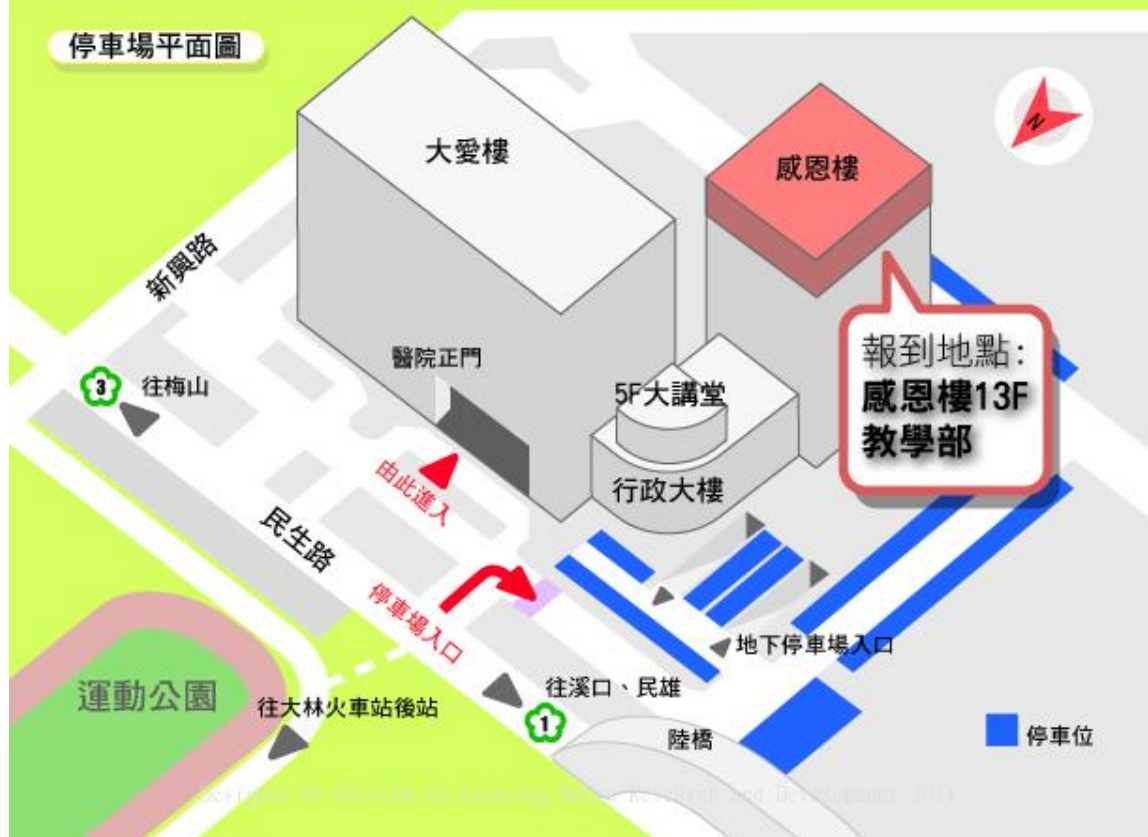 停車場平面圖
大愛樓
感恩樓
N
新興路
報到地點:
感恩樓13F
教學部
醫院正門
3
往梅山
5F大講堂
由此進入
行政大樓
民生路
停車場入口
地下停車場入口
運動公園
往溪口、民雄
往大林火車站後站
1
陸橋
停車位